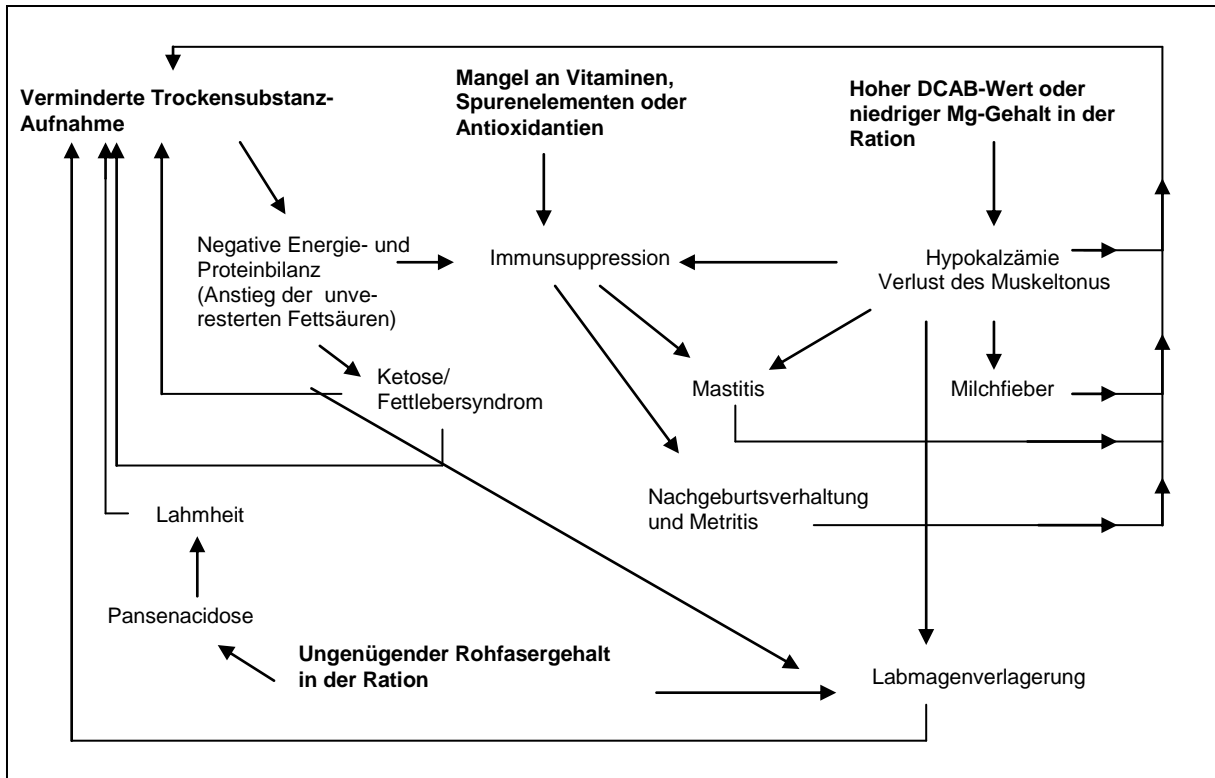 Verminderte Trockensubstanz-
Aufnahme
Mangel an Vitaminen,
Spurenelementen oder
Antioxidantien
Hoher DCAB-Wert oder
niedriger Mg-Gehalt in der
Ration
Negative Energie- und
Proteinbilanz
(Anstieg der unve-
resterten Fettsäuren)
Immunsuppression
Hypokalzämie
Verlust des Muskeltonus
Ketose/
Fettlebersyndrom
Mastitis
Milchfieber
Nachgeburtsverhaltung
und Metritis
Lahmheit
Pansenacidose
Ungenügender Rohfasergehalt
in der Ration
Labmagenverlagerung